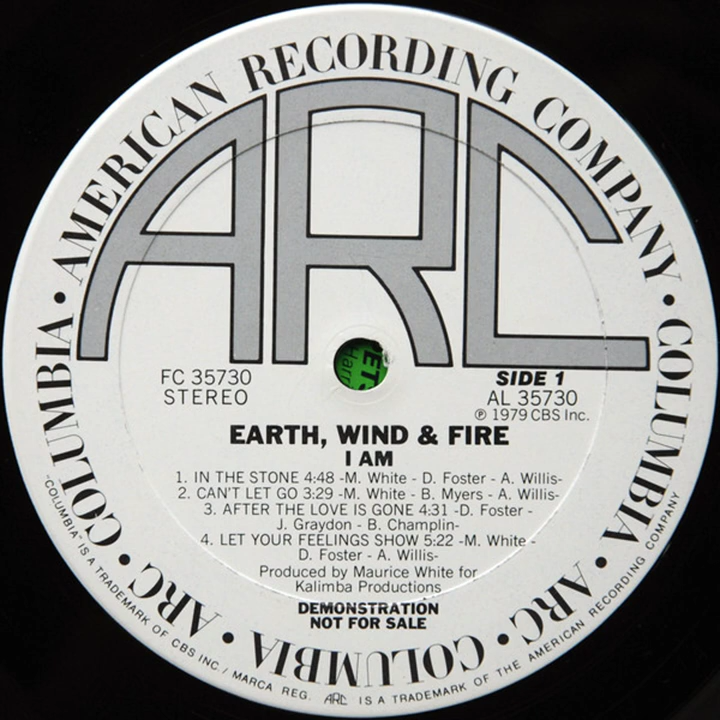 AMERICAN RECORDING COMPANY • COLUMBIA • ARC • COLUMBIA • ARC • COLUMBIA •
ARC
FC 35730
STEREO
SIDE 1
AL 35730
℗ 1979 CBS Inc.
EARTH, WIND & FIRE
I AM
1. IN THE STONE 4:48 -M. White - D. Foster - A. Willis-
2. CAN'T LET GO 3:29 -M. White - B. Myers - A. Willis-
3. AFTER THE LOVE IS GONE 4:31 -D. Foster -
J. Graydon - B. Champlin-
4. LET YOUR FEELINGS SHOW 5:22 -M. White -
D. Foster - A. Willis-
Produced by Maurice White for
Kalimba Productions
DEMONSTRATION
NOT FOR SALE
"COLUMBIA" IS A TRADEMARK OF CBS INC / MARCA REG. ARC IS A TRADEMARK OF THE AMERICAN RECORDING COMPANY